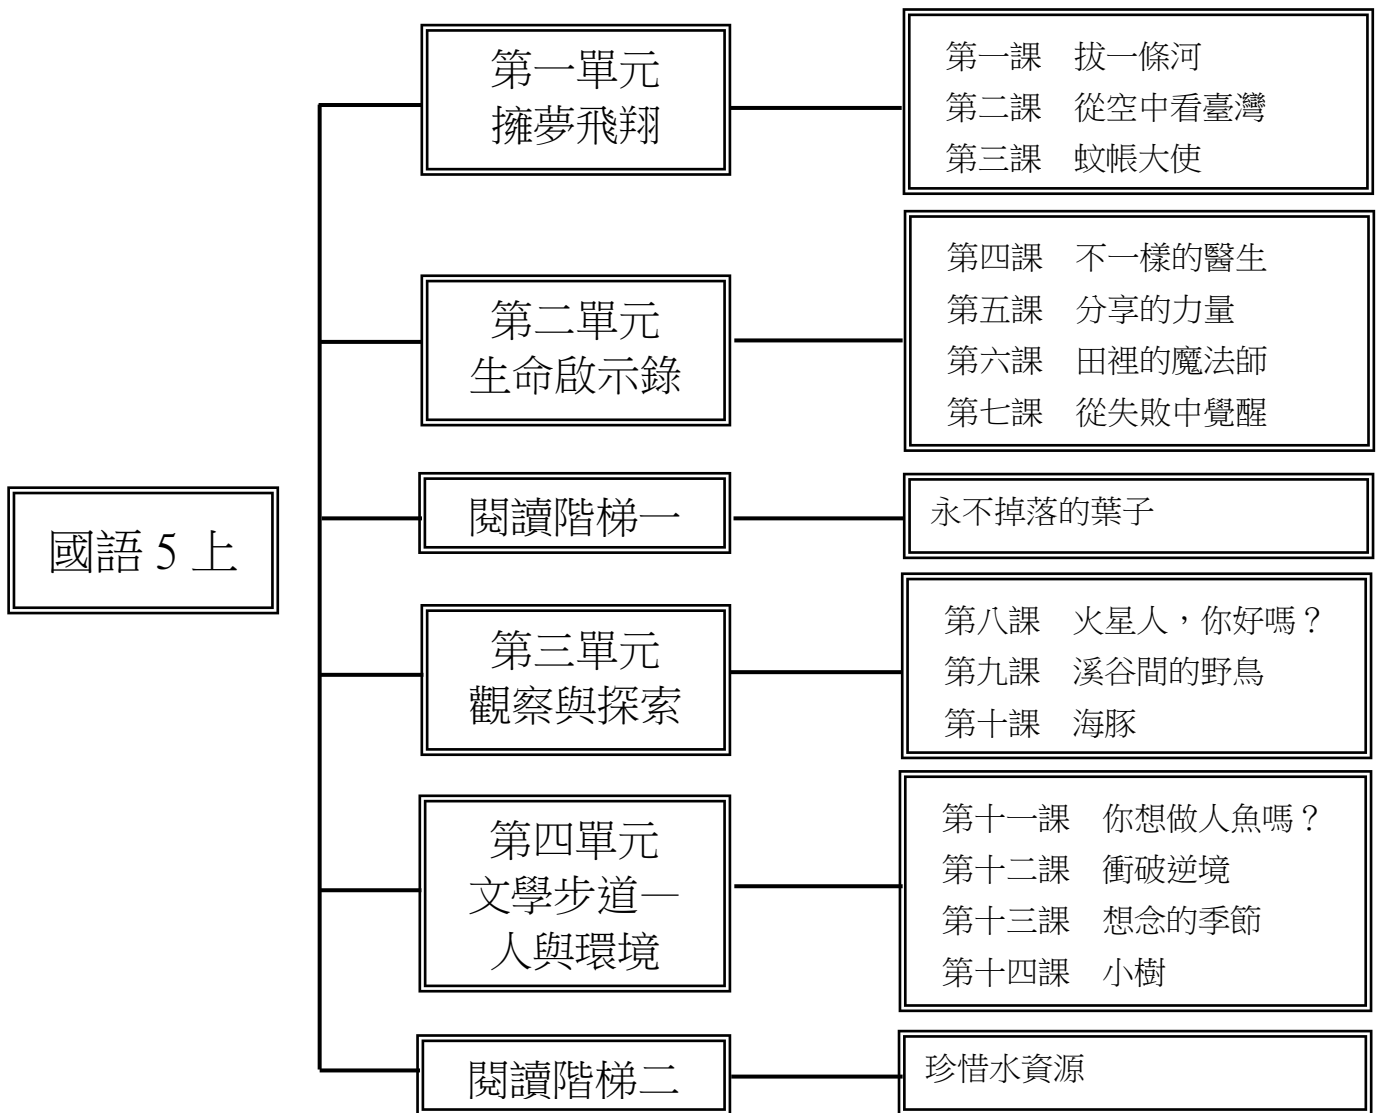 國語 5 上
第一單元
擁夢飛翔
第一課　拔一條河
第二課　從空中看臺灣
第三課　蚊帳大使
第二單元
生命啟示錄
第四課　不一樣的醫生
第五課　分享的力量
第六課　田裡的魔法師
第七課　從失敗中覺醒
閱讀階梯一
永不掉落的葉子
第三單元
觀察與探索
第八課　火星人，你好嗎？
第九課　溪谷間的野鳥
第十課　海豚
第四單元
文學步道—
人與環境
第十一課　你想做人魚嗎？
第十二課　衝破逆境
第十三課　想念的季節
第十四課　小樹
閱讀階梯二
珍惜水資源